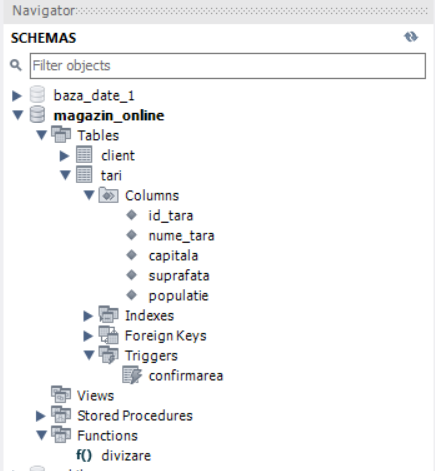 Navigator
SCHEMAS
Filter objects
baza_date_1
magazin_online
Tables
client
tari
Columns
id_tara
nume_tara
capitala
suprafata
populatie
Indexes
Foreign Keys
Triggers
confirmarea
Views
Stored Procedures
Functions
f() divizare